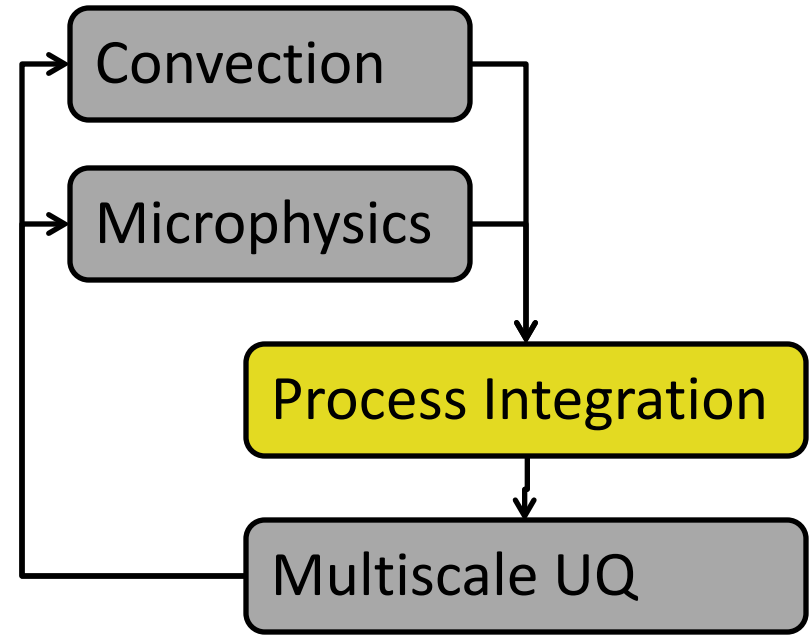 Convection
Microphysics
Process Integration
Multiscale UQ